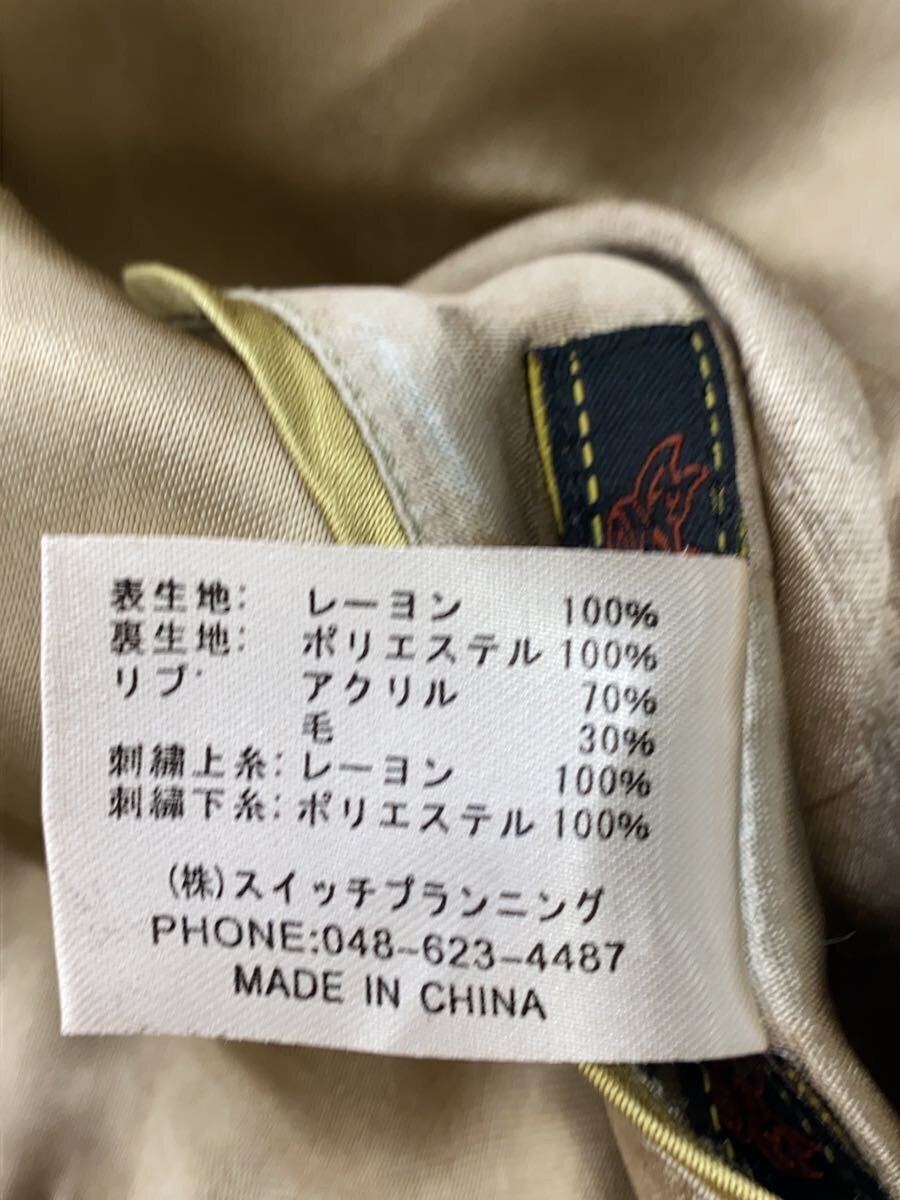 表生地: レーヨン 100%
裏生地: ポリエステル 100%
リブ: アクリル 70%
毛 30%
刺繍上糸: レーヨン 100%
刺繍下糸: ポリエステル 100%
(株)スイッチプランニング
PHONE:048-623-4487
MADE IN CHINA